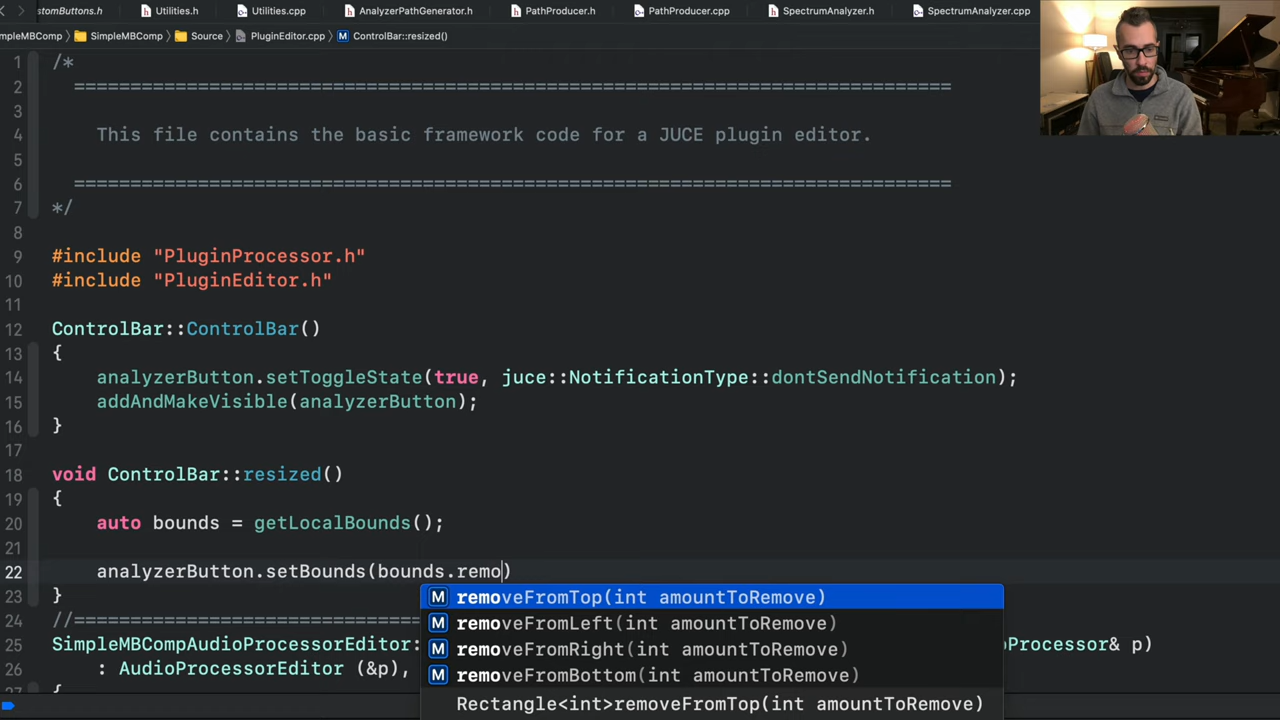 stomButtons.h Utilities.h Utilities.cpp AnalyzerPathGenerator.h PathProducer.h PathProducer.cpp SpectrumAnalyzer.h SpectrumAnalyzer.cpp
mpleMBComp SimpleMBComp Source PluginEditor.cpp M ControlBar::resized()
1 /*
2 ==============================================================================
3
4 This file contains the basic framework code for a JUCE plugin editor.
5
6 ==============================================================================
7 */
8
9 #include "PluginProcessor.h"
10 #include "PluginEditor.h"
11
12 ControlBar::ControlBar()
13 {
14 analyzerButton.setToggleState(true, juce::NotificationType::dontSendNotification);
15 addAndMakeVisible(analyzerButton);
16 }
17
18 void ControlBar::resized()
19 {
20 auto bounds = getLocalBounds();
21
22 analyzerButton.setBounds(bounds.remo)
23 }
M removeFromTop(int amountToRemove)
24 //================================
M removeFromLeft(int amountToRemove)
25 SimpleMBCompAudioProcessorEditor: oProcessor& p)
M removeFromRight(int amountToRemove)
26 : AudioProcessorEditor (&p),
M removeFromBottom(int amountToRemove)
27 {
Rectangle<int>removeFromTop(int amountToRemove)